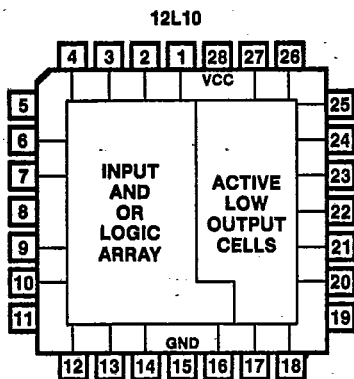 12L10
4 3 2 1 28 27 26
VCC
5 25
6 24
7 23
8 22
9 21
10 20
11 19
INPUT
AND
OR
LOGIC
ARRAY
ACTIVE
LOW
OUTPUT
CELLS
GND
12 13 14 15 16 17 18